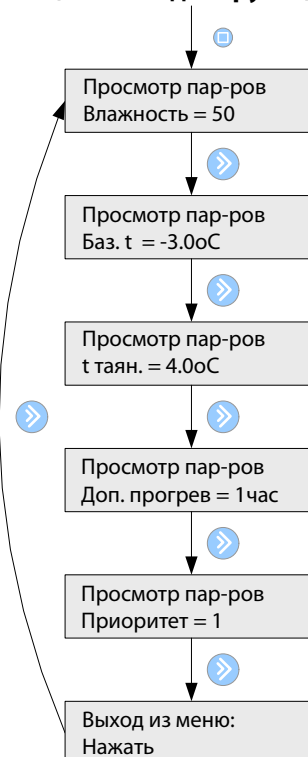 Просмотр пар-ров
Влажность = 50
Просмотр пар-ров
Баз. t = -3.0oC
Просмотр пар-ров
t таян. = 4.0oC
Просмотр пар-ров
Доп. прогрев = 1час
Просмотр пар-ров
Приоритет = 1
Выход из меню:
Нажать